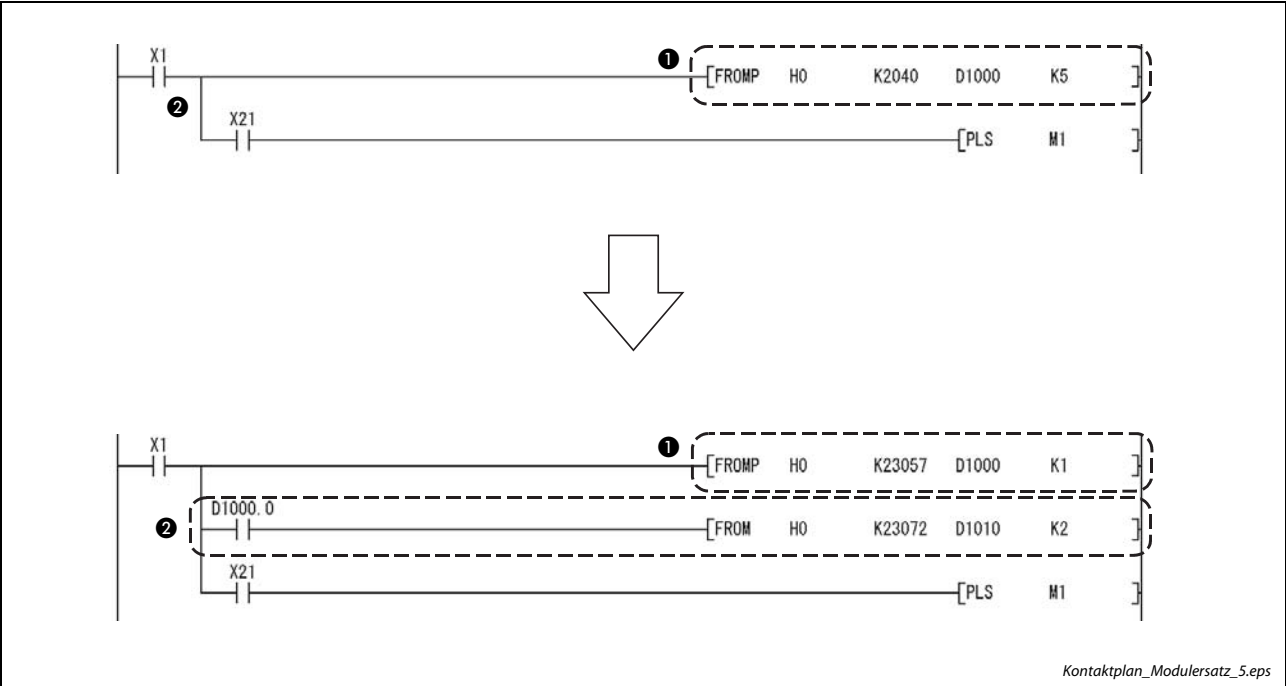 X1
❶
[FROMP H0 K2040 D1000 K5 ]
❷
X21
[PLS M1 ]
X1
❶
[FROMP H0 K23057 D1000 K1 ]
D1000.0
❷
[FROM H0 K23072 D1010 K2 ]
X21
[PLS M1 ]
Kontaktplan_Modulersatz_5.eps